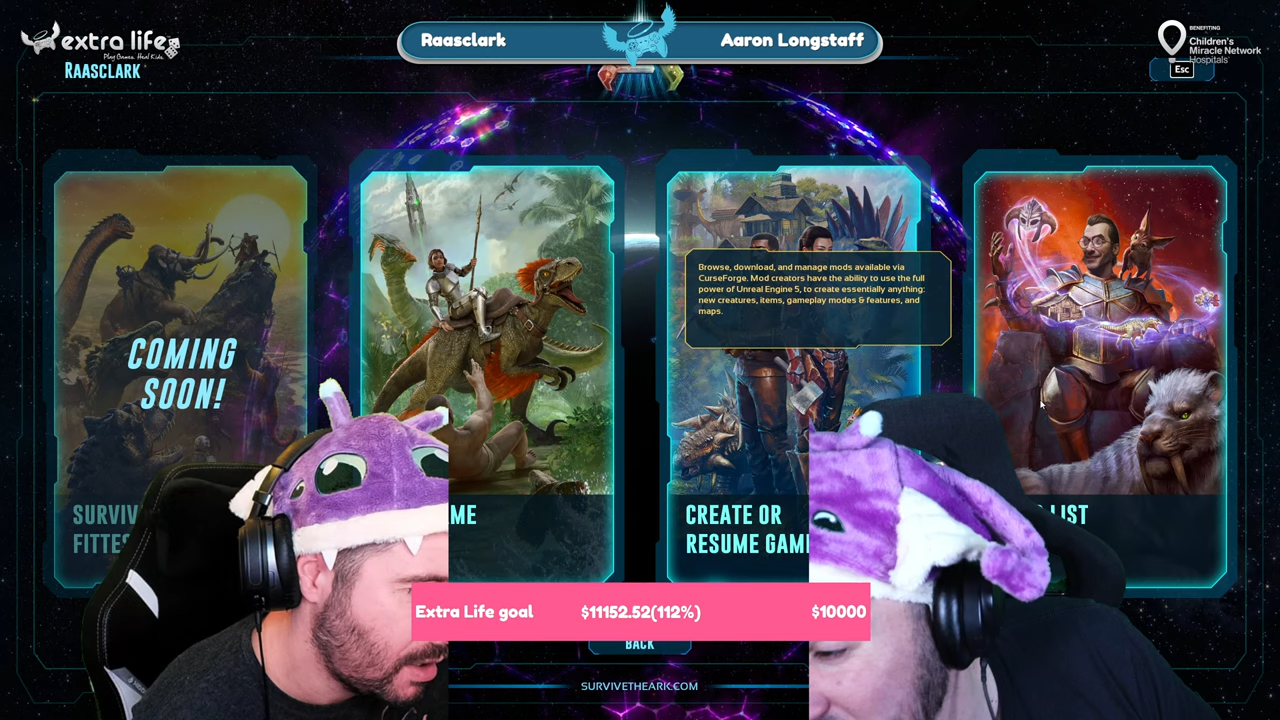 extra life
Play Games. Heal Kids.
RAASCLARK
Raasclark
Aaron Longstaff
BENEFITING
Children's
Miracle Network
Hospitals
Esc
COMING
SOON!
Browse, download, and manage mods available via
CurseForge. Mod creators have the ability to use the full
power of Unreal Engine 5, to create essentially anything:
new creatures, items, gameplay modes & features, and
maps.
SURVIV
FITTES
ME
CREATE OR
RESUME GAM
LIST
Extra Life goal $11152.52(112%) $10000
BACK
SURVIVETHEARK.COM